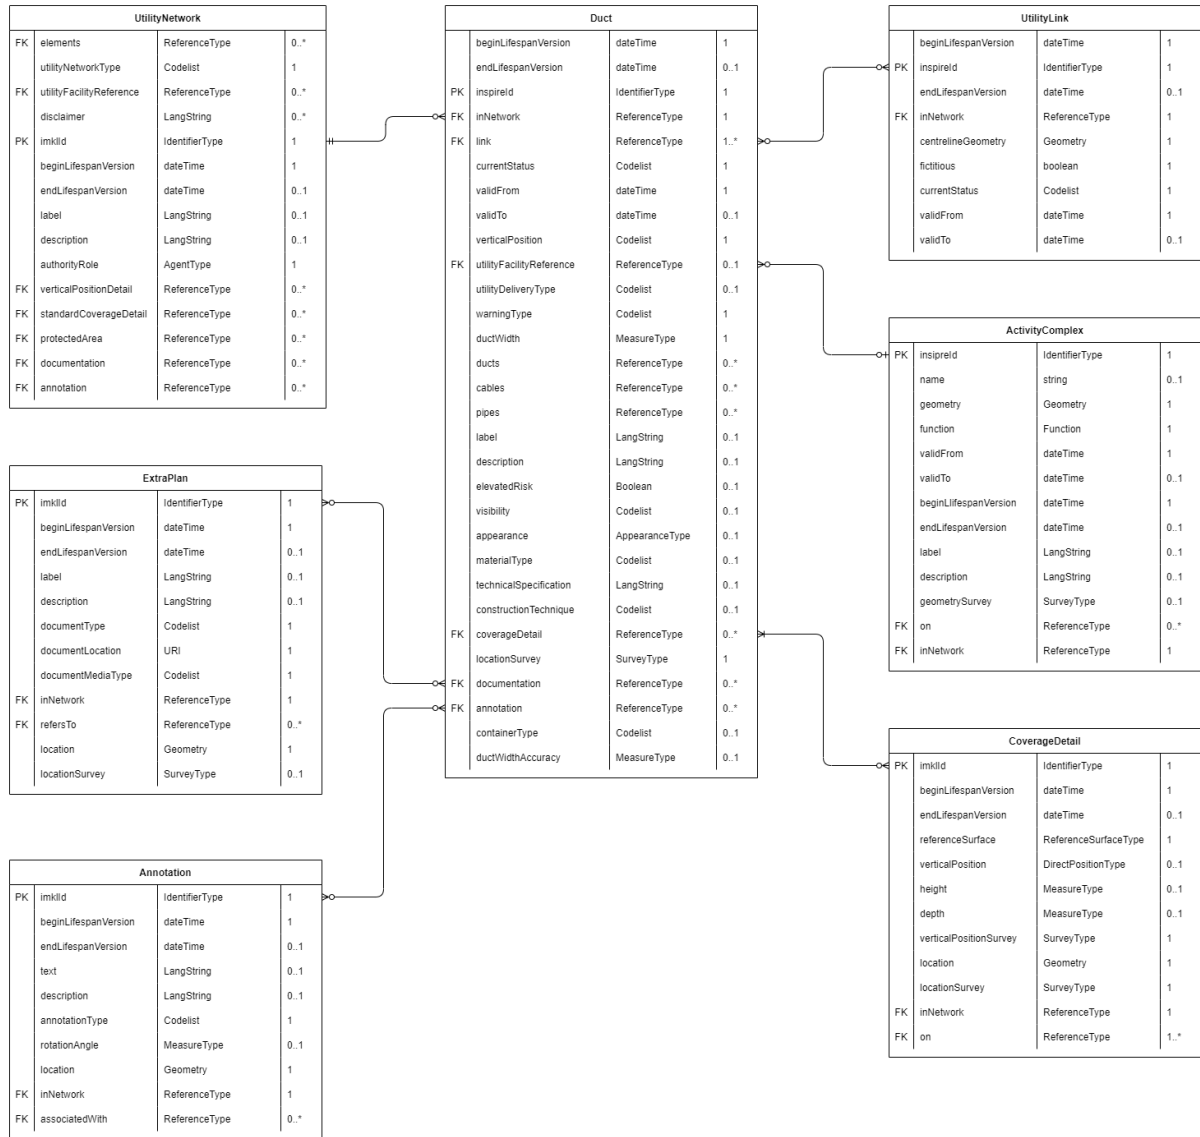 UtilityNetwork
FK elements ReferenceType 0..*
utilityNetworkType Codelist 1
FK utilityFacilityReference ReferenceType 0..*
disclaimer LangString 0..*
PK imklId IdentifierType 1
beginLifespanVersion dateTime 1
endLifespanVersion dateTime 0..1
label LangString 0..1
description LangString 0..1
authorityRole AgentType 1
FK verticalPositionDetail ReferenceType 0..*
FK standardCoverageDetail ReferenceType 0..*
FK protectedArea ReferenceType 0..*
FK documentation ReferenceType 0..*
FK annotation ReferenceType 0..*
ExtraPlan
PK imklId IdentifierType 1
beginLifespanVersion dateTime 1
endLifespanVersion dateTime 0..1
label LangString 0..1
description LangString 0..1
documentType Codelist 1
documentLocation URI 1
documentMediaType Codelist 1
FK inNetwork ReferenceType 1
FK refersTo ReferenceType 0..*
location Geometry 1
locationSurvey SurveyType 0..1
Annotation
PK imklId IdentifierType 1
beginLifespanVersion dateTime 1
endLifespanVersion dateTime 0..1
text LangString 0..1
description LangString 0..1
annotationType Codelist 1
rotationAngle MeasureType 0..1
location Geometry 1
FK inNetwork ReferenceType 1
FK associatedWith ReferenceType 0..*
Duct
beginLifespanVersion dateTime 1
endLifespanVersion dateTime 0..1
PK inspireId IdentifierType 1
FK inNetwork ReferenceType 1
FK link ReferenceType 1..*
currentStatus Codelist 1
validFrom dateTime 1
validTo dateTime 0..1
verticalPosition Codelist 1
FK utilityFacilityReference ReferenceType 0..1
utilityDeliveryType Codelist 0..1
warningType Codelist 1
ductWidth MeasureType 1
ducts ReferenceType 0..*
cables ReferenceType 0..*
pipes ReferenceType 0..*
label LangString 0..1
description LangString 0..1
elevatedRisk Boolean 0..1
visibility Codelist 0..1
appearance AppearanceType 0..1
materialType Codelist 0..1
technicalSpecification LangString 0..1
constructionTechnique Codelist 0..1
FK coverageDetail ReferenceType 0..*
locationSurvey SurveyType 1
FK documentation ReferenceType 0..*
FK annotation ReferenceType 0..*
containerType Codelist 0..1
ductWidthAccuracy MeasureType 0..1
UtilityLink
beginLifespanVersion dateTime 1
PK inspireId IdentifierType 1
endLifespanVersion dateTime 0..1
FK inNetwork ReferenceType 1
centrelineGeometry Geometry 1
fictitious boolean 1
currentStatus Codelist 1
validFrom dateTime 1
validTo dateTime 0..1
ActivityComplex
PK insipreId IdentifierType 1
name string 0..1
geometry Geometry 1
function Function 1
validFrom dateTime 1
validTo dateTime 0..1
beginLlifespanVersion dateTime 1
endLifespanVersion dateTime 0..1
label LangString 0..1
description LangString 0..1
geometrySurvey SurveyType 0..1
FK on ReferenceType 0..*
FK inNetwork ReferenceType 1
CoverageDetail
PK imklId IdentifierType 1
beginLifespanVersion dateTime 1
endLifespanVersion dateTime 0..1
referenceSurface ReferenceSurfaceType 1
verticalPosition DirectPositionType 0..1
height MeasureType 0..1
depth MeasureType 0..1
verticalPositionSurvey SurveyType 1
location Geometry 1
locationSurvey SurveyType 1
FK inNetwork ReferenceType 1
FK on ReferenceType 1..*